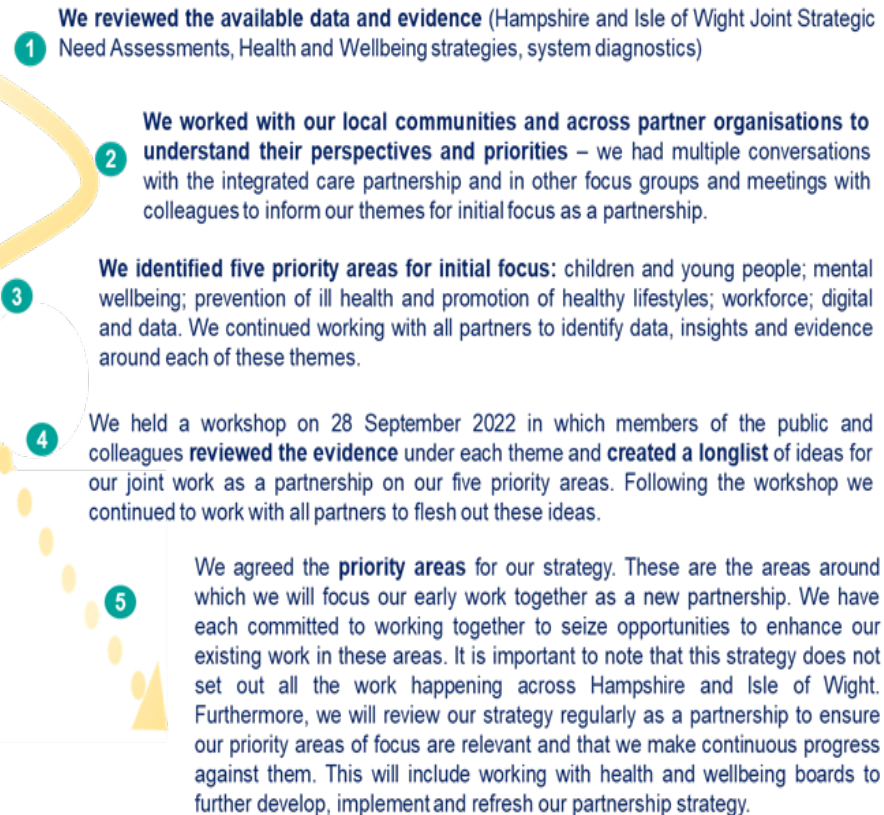 We reviewed the available data and evidence (Hampshire and Isle of Wight Joint Strategic
1 Need Assessments, Health and Wellbeing strategies, system diagnostics)
We worked with our local communities and across partner organisations to
2 understand their perspectives and priorities – we had multiple conversations
with the integrated care partnership and in other focus groups and meetings with
colleagues to inform our themes for initial focus as a partnership.
We identified five priority areas for initial focus: children and young people; mental
3 wellbeing; prevention of ill health and promotion of healthy lifestyles; workforce; digital
and data. We continued working with all partners to identify data, insights and evidence
around each of these themes.
We held a workshop on 28 September 2022 in which members of the public and
4 colleagues reviewed the evidence under each theme and created a longlist of ideas for
our joint work as a partnership on our five priority areas. Following the workshop we
continued to work with all partners to flesh out these ideas.
We agreed the priority areas for our strategy. These are the areas around
5 which we will focus our early work together as a new partnership. We have
each committed to working together to seize opportunities to enhance our
existing work in these areas. It is important to note that this strategy does not
set out all the work happening across Hampshire and Isle of Wight.
Furthermore, we will review our strategy regularly as a partnership to ensure
our priority areas of focus are relevant and that we make continuous progress
against them. This will include working with health and wellbeing boards to
further develop, implement and refresh our partnership strategy.